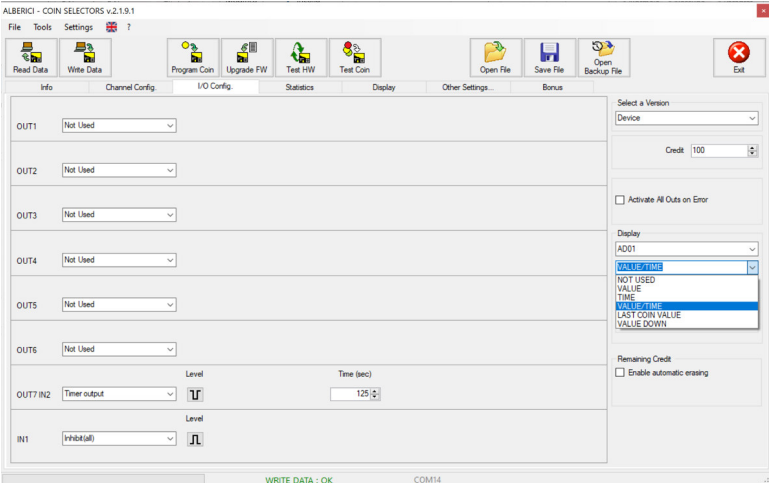 ALBERICI - COIN SELECTORS v.2.1.9.1
File Tools Settings ?
Read Data Write Data Program Coin Upgrade FW Test HW Test Coin Open File Save File Open Backup File Exit
Info Channel Config. I/O Config. Statistics Display Other Settings... Bonus
Select a Version
Device
Credit 100
Activate All Outs on Error
Display
AD01
VALUE/TIME
NOT USED
VALUE
TIME
VALUE/TIME
LAST COIN VALUE
VALUE DOWN
Remaining Credit
Enable automatic erasing
OUT1 Not Used
OUT2 Not Used
OUT3 Not Used
OUT4 Not Used
OUT5 Not Used
OUT6 Not Used
Level Time (sec)
OUT7 IN2 Timer output 125
Level
IN1 Inhibit(all)
WRITE DATA : OK COM14